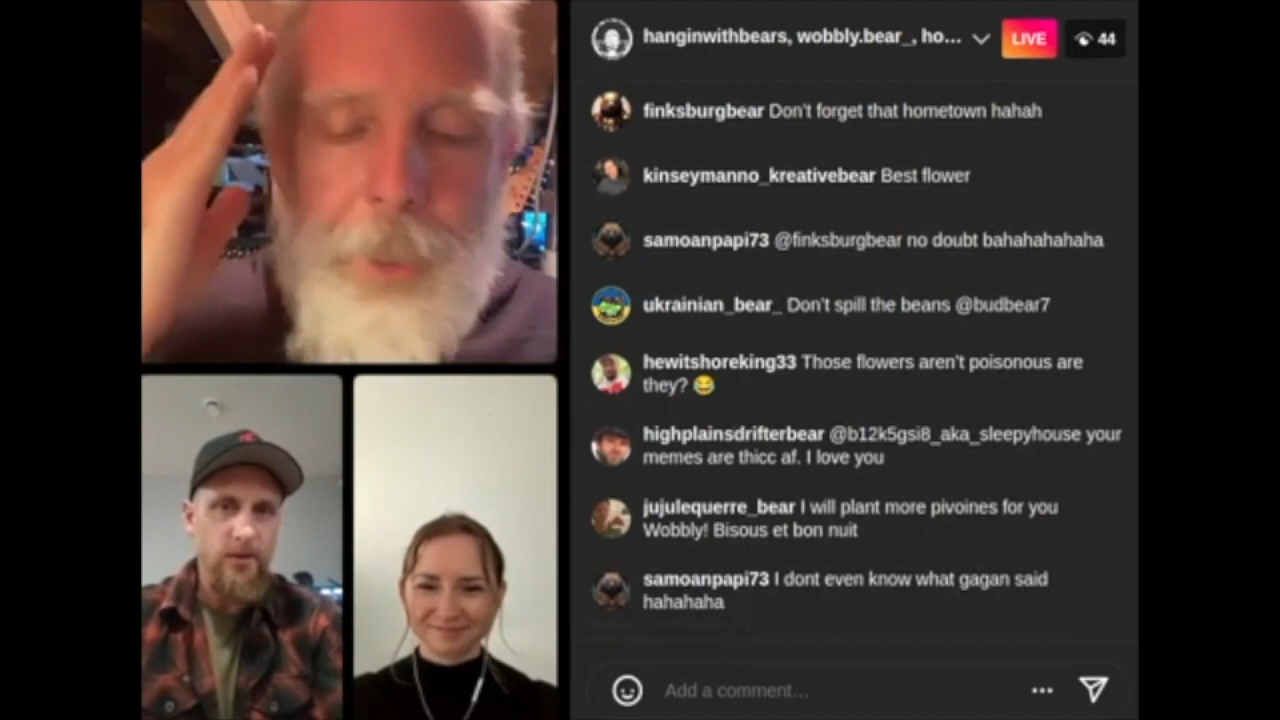 hanginwithbears, wobbly.bear_, ho...
LIVE
44
finksburgbear Don't forget that hometown hahah
kinseymanno_kreativebear Best flower
samoanpapi73 @finksburgbear no doubt bahahahahaha
ukrainian_bear_ Don't spill the beans @budbear7
hewitshoreking33 Those flowers aren't poisonous are
they? 😂
highplainsdrifterbear @b12k5gsi8_aka_sleepyhouse your
memes are thicc af. I love you
jujulequerre_bear I will plant more pivoines for you
Wobbly! Bisous et bon nuit
samoanpapi73 I dont even know what gagan said
hahahaha
Add a comment...